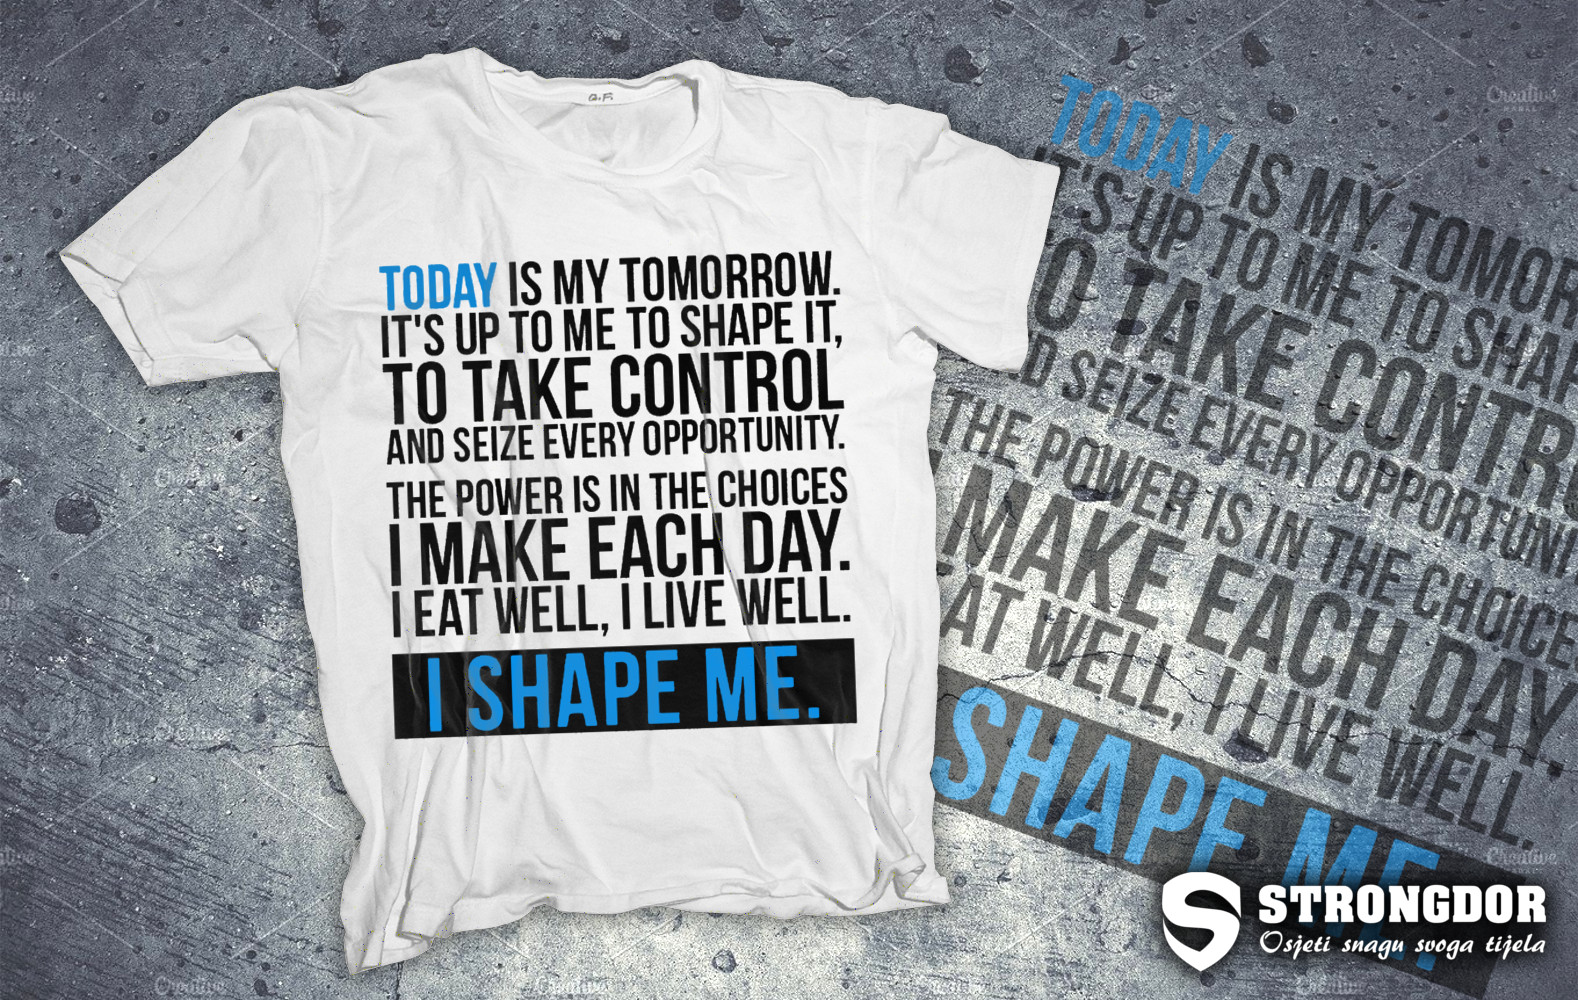 Q.F.
TODAY IS MY TOMORROW.
IT'S UP TO ME TO SHAPE IT,
TO TAKE CONTROL
AND SEIZE EVERY OPPORTUNITY.
THE POWER IS IN THE CHOICES
I MAKE EACH DAY.
I EAT WELL, I LIVE WELL.
I SHAPE ME.
TODAY IS MY TOMOR
IT'S UP TO ME TO SHAP
O TAKE CONTR
D SEIZE EVERY OPPORTUNI
THE POWER IS IN THE CHOICES
MAKE EACH DAY.
EAT WELL, I LIVE WELL.
SHAPE ME.
STRONGDOR
Osjeti snagu svoga tijela
Creative